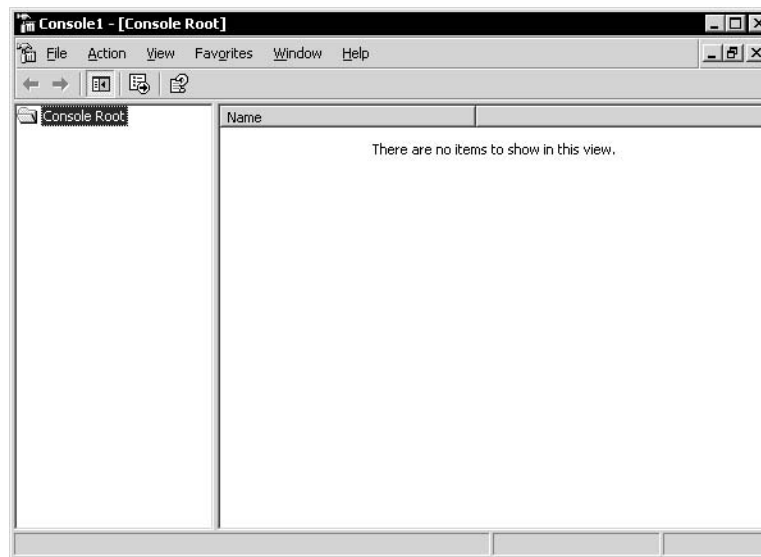 Console1 - [Console Root]
File Action View Favorites Window Help
Console Root
Name
There are no items to show in this view.